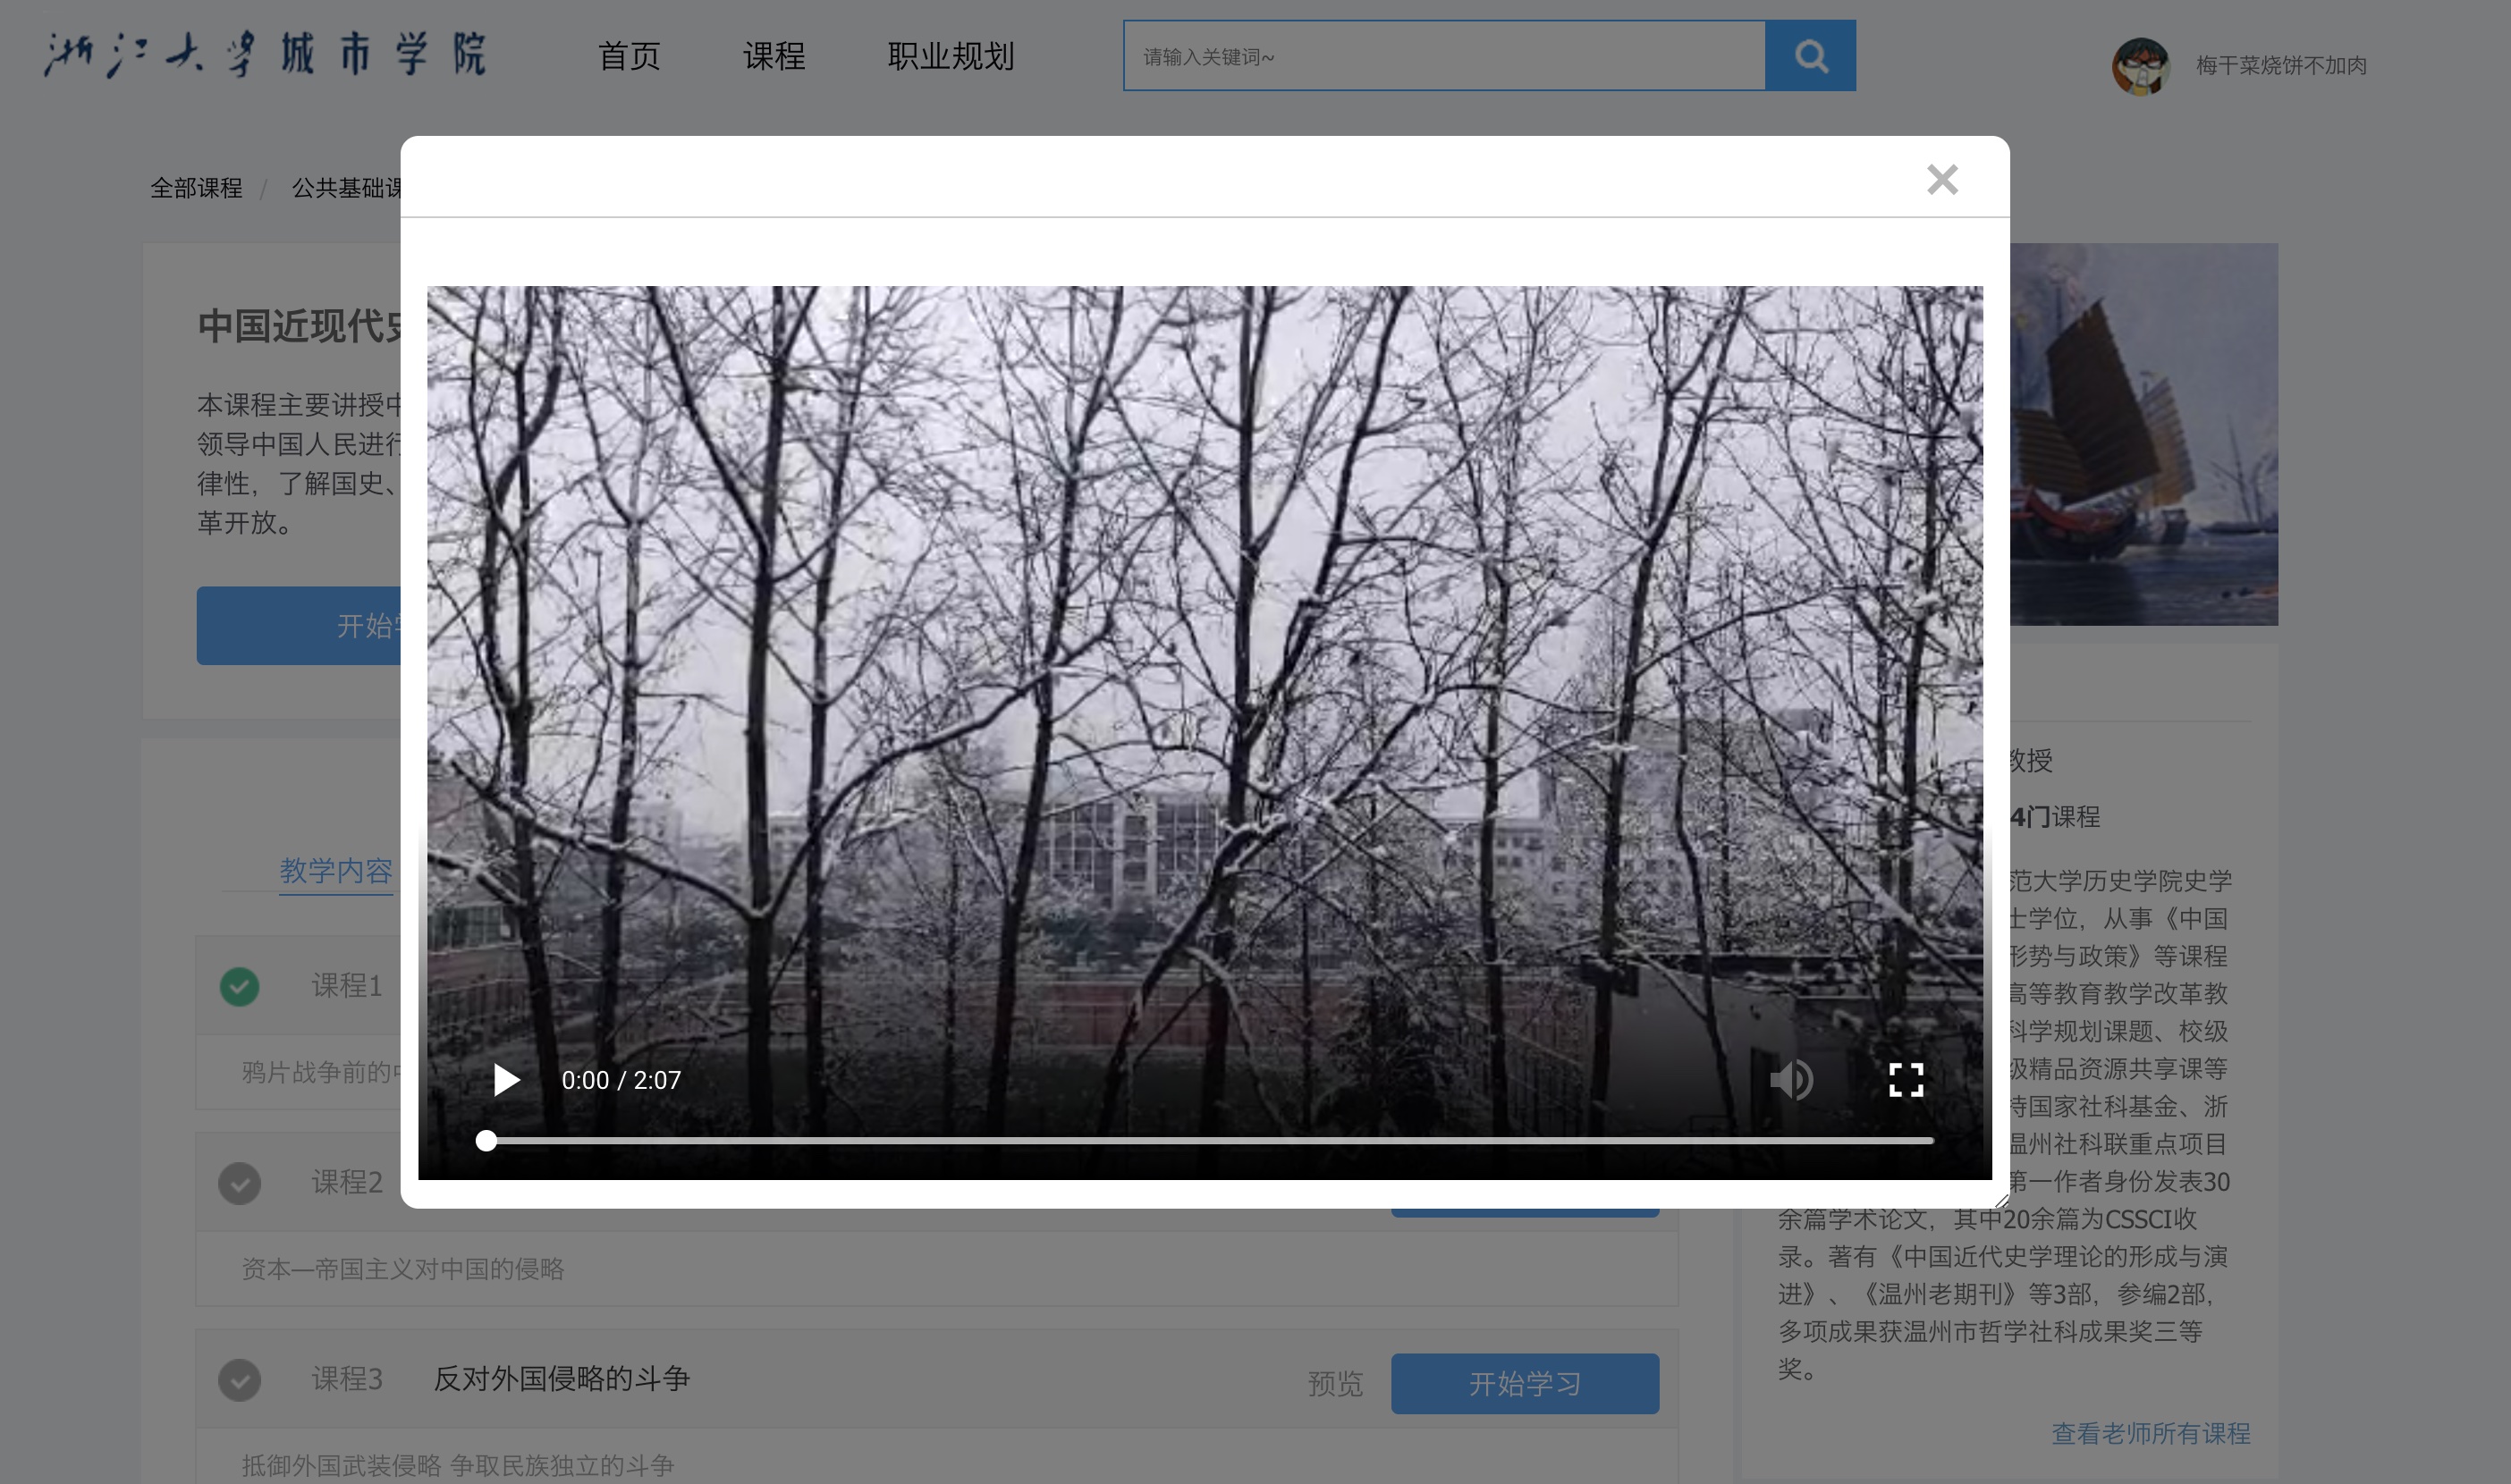 浙江大学城市学院
首页 课程 职业规划
请输入关键词~
梅干菜烧饼不加肉
全部课程 / 公共基础课
中国近现代史
本课程主要讲授中
领导中国人民进行
律性，了解国史、
革开放。
开始学
教学内容
课程1
鸦片战争前的中
课程2
资本—帝国主义对中国的侵略
课程3 反对外国侵略的斗争 预览 开始学习
抵御外国武装侵略 争取民族独立的斗争
0:00 / 2:07
教授
4门课程
范大学历史学院史学
士学位，从事《中国
形势与政策》等课程
高等教育教学改革教
科学规划课题、校级
级精品资源共享课等
持国家社科基金、浙
温州社科联重点项目
第一作者身份发表30
余篇学术论文，其中20余篇为CSSCI收
录。著有《中国近代史学理论的形成与演
进》、《温州老期刊》等3部，参编2部，
多项成果获温州市哲学社科成果奖三等
奖。
查看老师所有课程